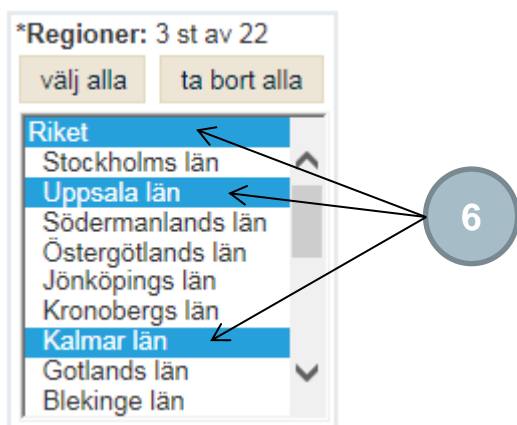 *Regioner: 3 st av 22
välj alla ta bort alla
Riket
Stockholms län
Uppsala län
Södermanlands län
Östergötlands län
Jönköpings län
Kronobergs län
Kalmar län
Gotlands län
Blekinge län
6